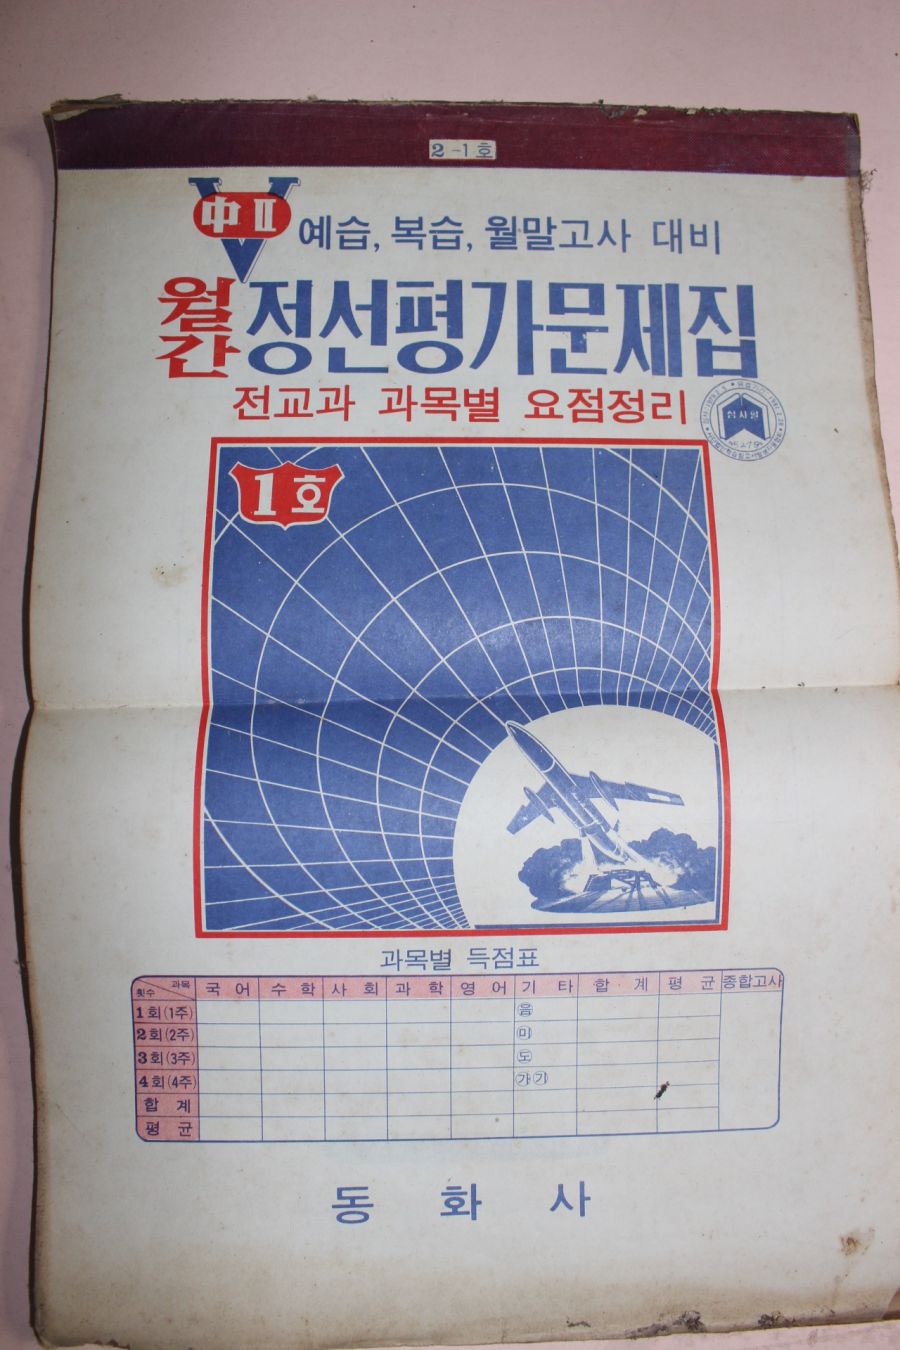 2-1호
中Ⅱ
예습, 복습, 월말고사 대비
월간 정선평가문제집
전교과 과목별 요점정리
심사필
1호
과목별 득점표
횟수 과목 국어 수학 사회 과학 영어 기타 합계 평균 종합고사
1회(1주) 음
2회(2주) 미
3회(3주) 도
4회(4주) 가 기
합계
평균
동화사